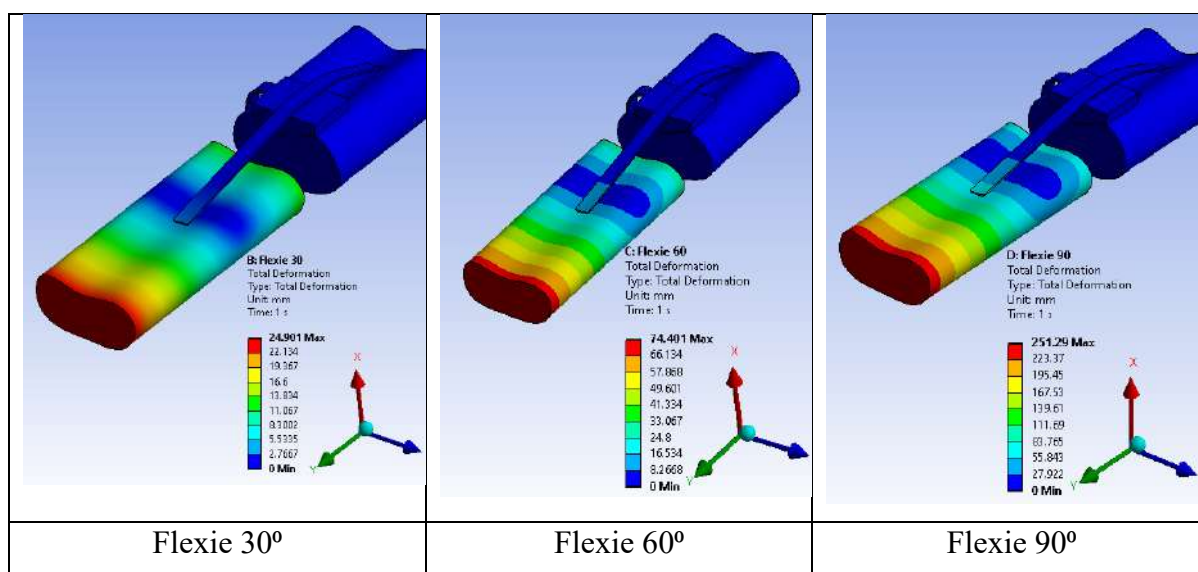 B: Flexie 30
Total Deformation
Type: Total Deformation
Unit: mm
Time: 1 s
24.901 Max
22.134
19.367
16.6
13.834
11.067
8.3002
5.5335
2.7667
0 Min
X
Y
C: Flexie 60
Total Deformation
Type: Total Deformation
Unit: mm
Time: 1 s
74.401 Max
66.134
57.868
49.601
41.334
33.067
24.8
16.534
8.2668
0 Min
X
Y
D: Flexie 90
Total Deformation
Type: Total Deformation
Unit: mm
Time: 1 s
251.29 Max
223.37
195.45
167.53
139.61
111.69
83.765
55.843
27.922
0 Min
X
Y
Flexie 30⁰
Flexie 60⁰
Flexie 90⁰